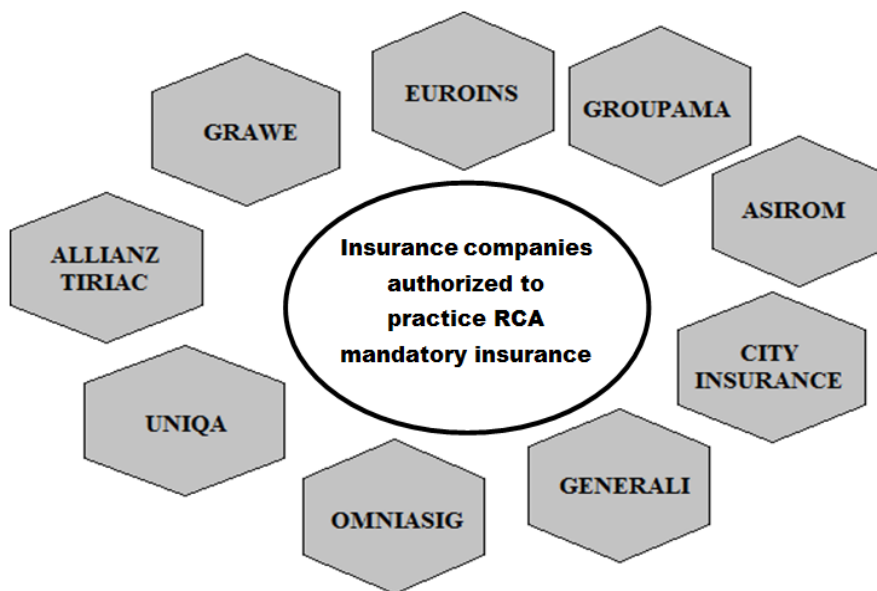 EUROINS
GROUPAMA
GRAWE
ASIROM
Insurance companies
authorized to
practice RCA
mandatory insurance
ALLIANZ
TIRIAC
CITY
INSURANCE
UNIQA
GENERALI
OMNIASIG